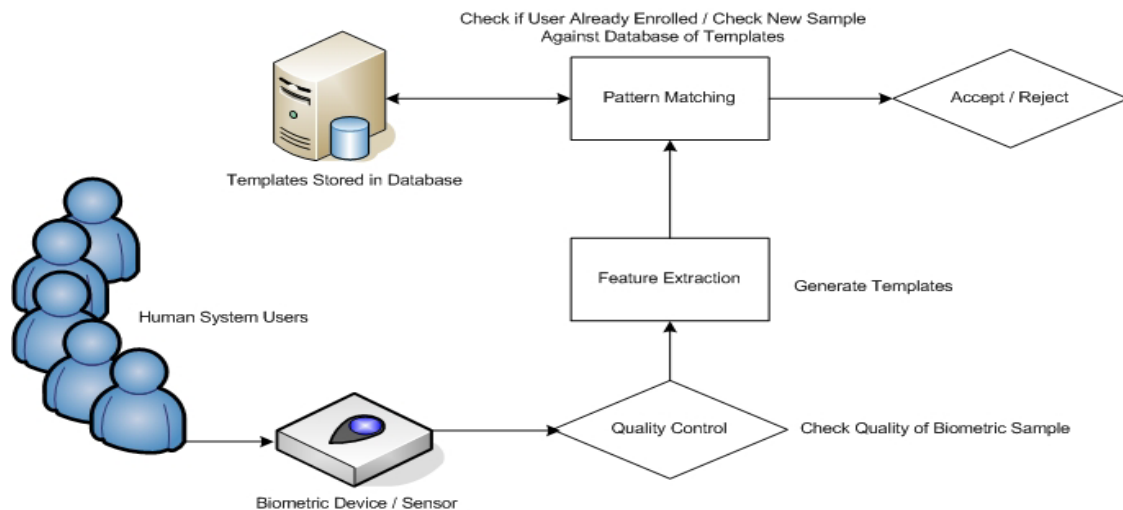 Check if User Already Enrolled / Check New Sample
Against Database of Templates
Pattern Matching
Accept / Reject
Templates Stored in Database
Feature Extraction
Generate Templates
Human System Users
Quality Control
Check Quality of Biometric Sample
Biometric Device / Sensor